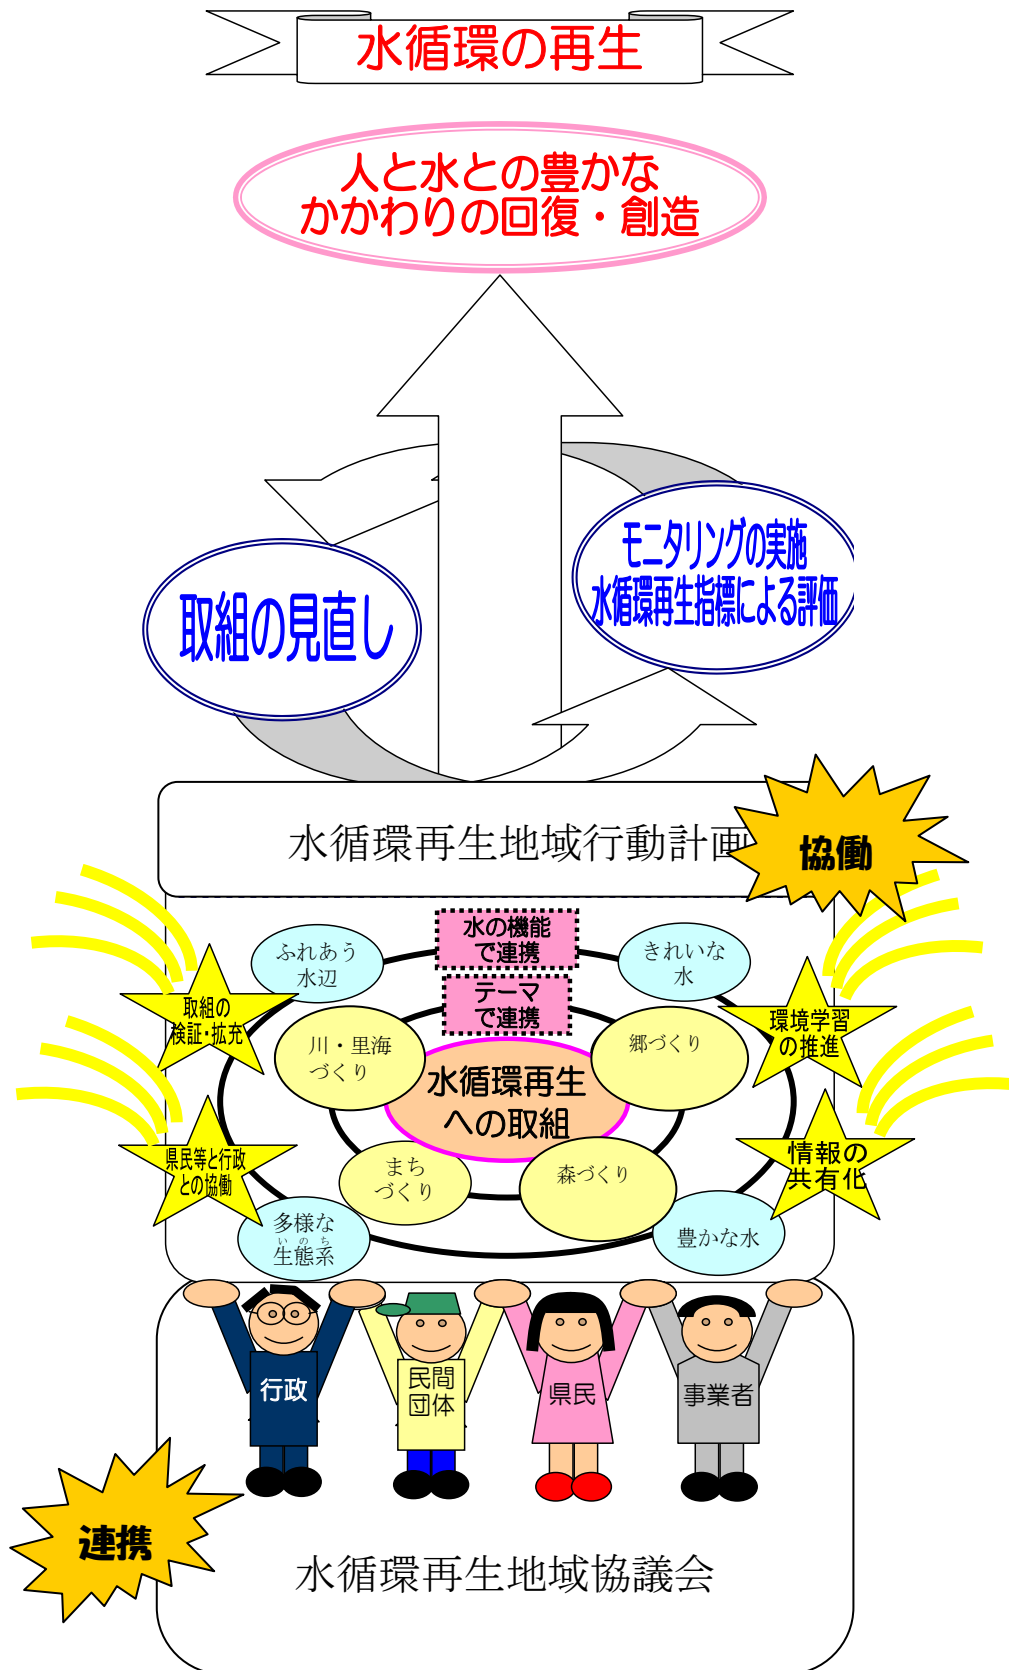 水循環の再生
人と水との豊かな
かかわりの回復・創造
モニタリングの実施
水循環再生指標による評価
取組の見直し
水循環再生地域行動計画
協働
水の機能
で連携
ふれあう
水辺
きれいな
水
テーマ
で連携
取組の
検証・拡充
環境学習
の推進
川・里海
づくり
郷づくり
水循環再生
への取組
県民等と行政
との協働
情報の
共有化
まち
づくり
森づくり
多様な
いのち
生態系
豊かな水
行政
民間
団体
県民
事業者
連携
水循環再生地域協議会